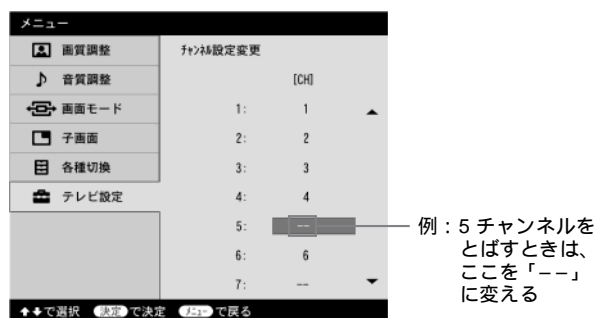 メニュー
画質調整
音質調整
画面モード
子画面
各種切換
テレビ設定
ﾁｬﾝﾈﾙ設定変更
[CH]
1: 1
2: 2
3: 3
4: 4
5: --
6: 6
7: --
で選択 決定で決定 ﾒﾆｭｰで戻る
例：5 チャンネルを
とばすときは、
ここを「−−」
に変える